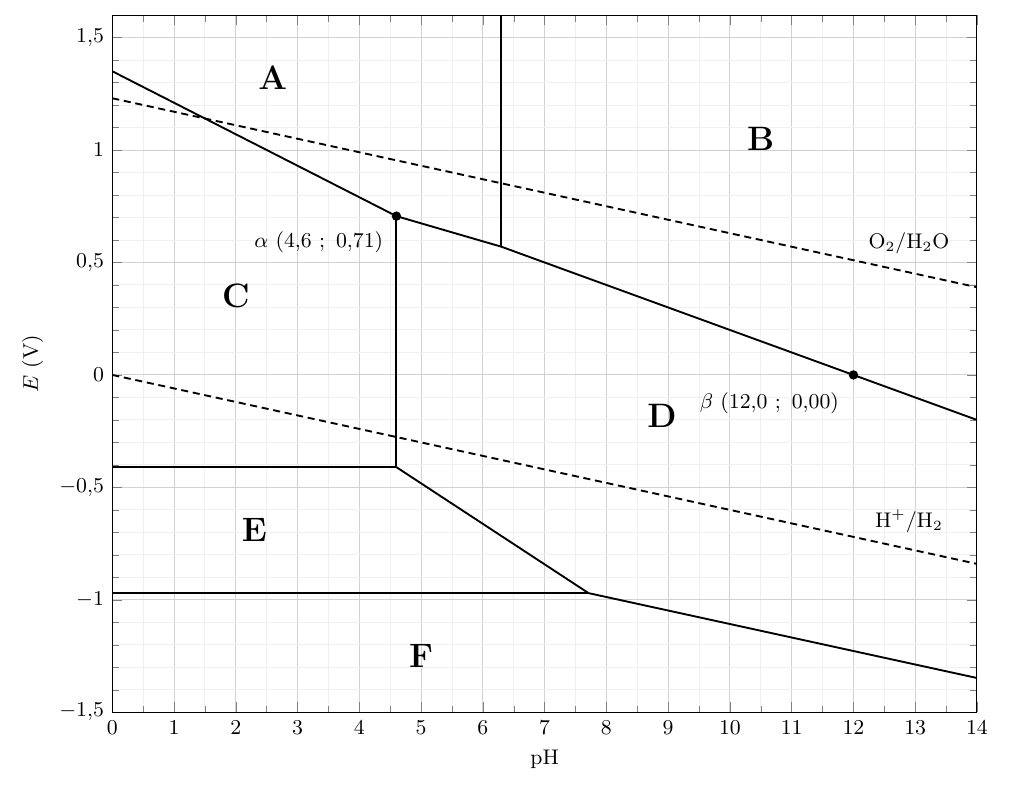 1,5
A
B
1
α (4,6 ; 0,71)
O₂/H₂O
0,5
C
E (V)
0
β (12,0 ; 0,00)
D
−0,5
E
H⁺/H₂
−1
F
−1,5
0 1 2 3 4 5 6 7 8 9 10 11 12 13 14
pH